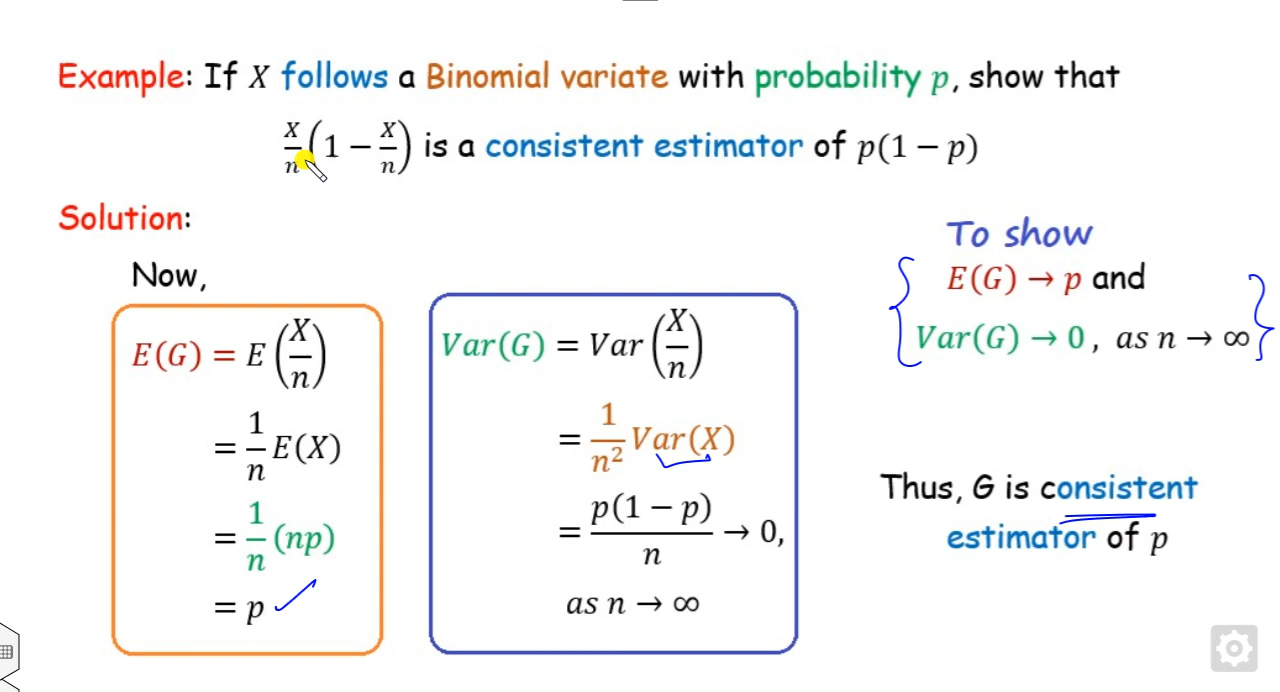 Example: If X follows a Binomial variate with probability p, show that
X/n (1 − X/n) is a consistent estimator of p(1 − p)
Solution:
Now,
E(G) = E(X/n)
= 1/n E(X)
= 1/n (np)
= p
Var(G) = Var(X/n)
= 1/n² Var(X)
= p(1 − p)/n → 0,
as n → ∞
To show
E(G) → p and
Var(G) → 0 , as n → ∞
Thus, G is consistent
estimator of p